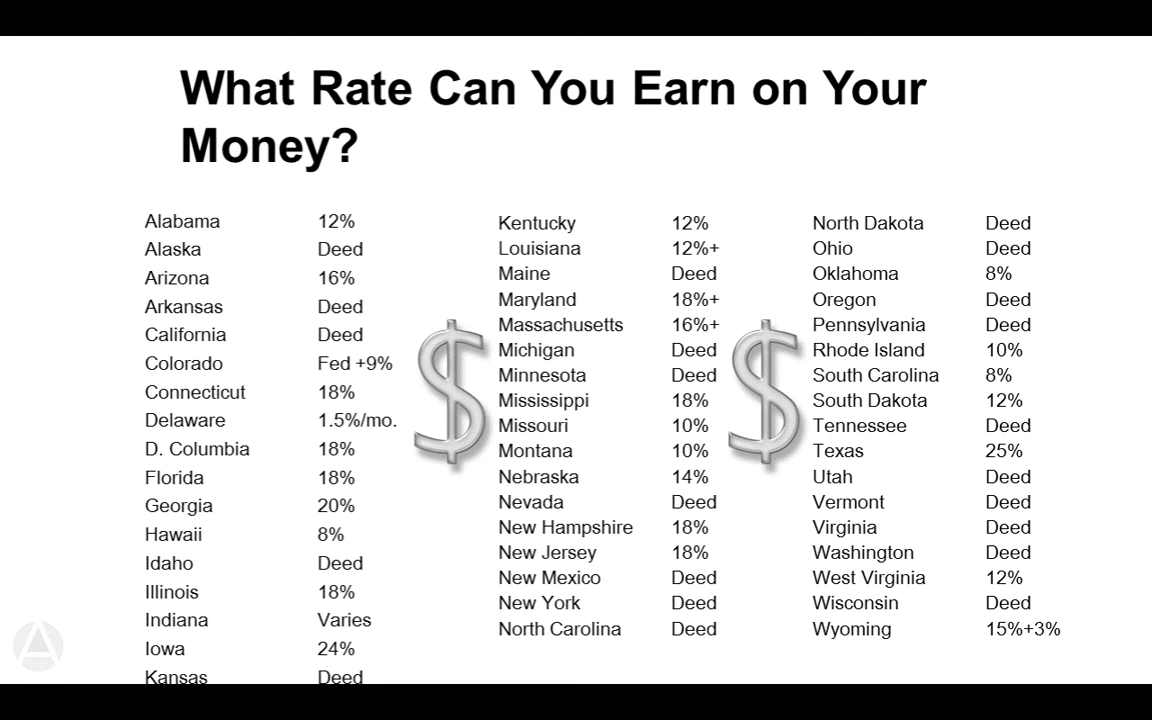 What Rate Can You Earn on Your
Money?
Alabama 12%
Alaska Deed
Arizona 16%
Arkansas Deed
California Deed
Colorado Fed +9%
Connecticut 18%
Delaware 1.5%/mo.
D. Columbia 18%
Florida 18%
Georgia 20%
Hawaii 8%
Idaho Deed
Illinois 18%
Indiana Varies
Iowa 24%
Kansas Deed
Kentucky 12%
Louisiana 12%+
Maine Deed
Maryland 18%+
Massachusetts 16%+
Michigan Deed
Minnesota Deed
Mississippi 18%
Missouri 10%
Montana 10%
Nebraska 14%
Nevada Deed
New Hampshire 18%
New Jersey 18%
New Mexico Deed
New York Deed
North Carolina Deed
North Dakota Deed
Ohio Deed
Oklahoma 8%
Oregon Deed
Pennsylvania Deed
Rhode Island 10%
South Carolina 8%
South Dakota 12%
Tennessee Deed
Texas 25%
Utah Deed
Vermont Deed
Virginia Deed
Washington Deed
West Virginia 12%
Wisconsin Deed
Wyoming 15%+3%